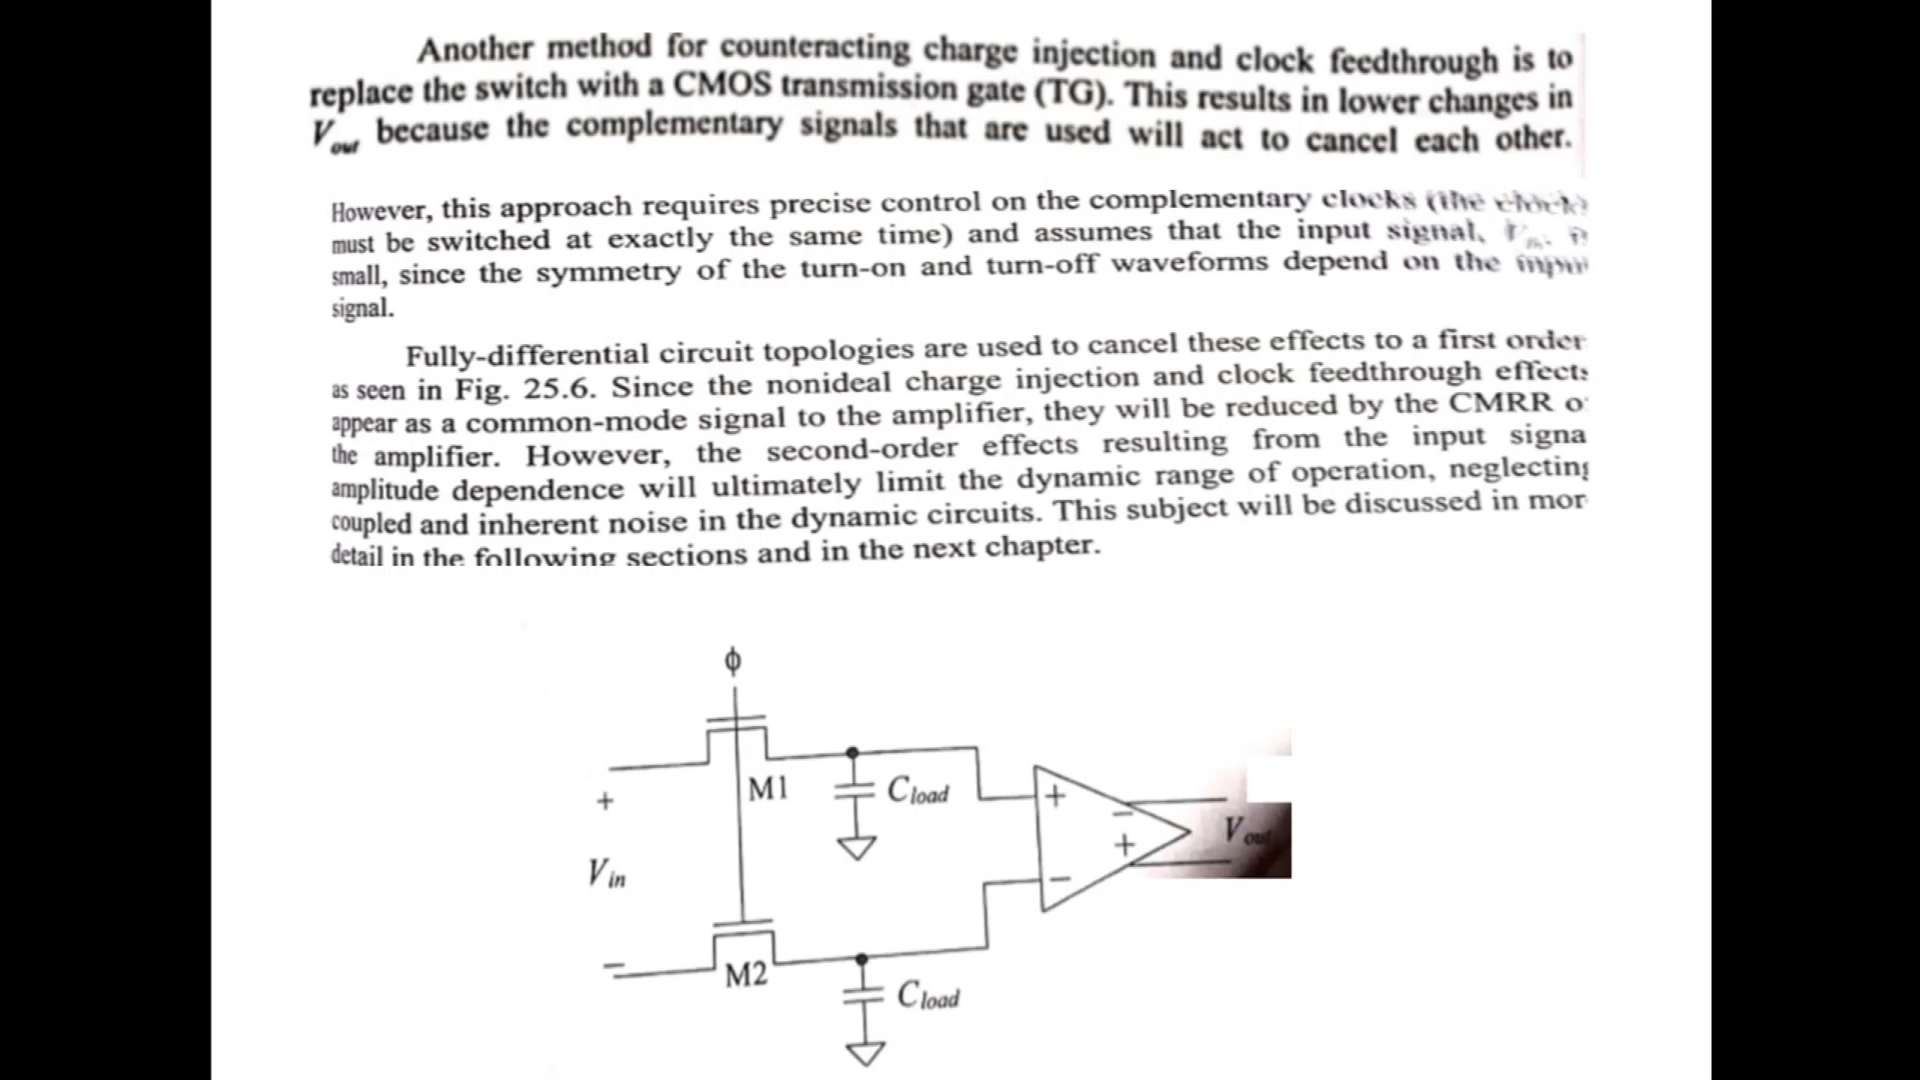 Another method for counteracting charge injection and clock feedthrough is to
replace the switch with a CMOS transmission gate (TG). This results in lower changes in
Vout because the complementary signals that are used will act to cancel each other.
However, this approach requires precise control on the complementary clocks (the
must be switched at exactly the same time) and assumes that the input signal,
small, since the symmetry of the turn-on and turn-off waveforms depend on the input
signal.
Fully-differential circuit topologies are used to cancel these effects to a first order
as seen in Fig. 25.6. Since the nonideal charge injection and clock feedthrough effects
appear as a common-mode signal to the amplifier, they will be reduced by the CMRR o
the amplifier. However, the second-order effects resulting from the input signa
amplitude dependence will ultimately limit the dynamic range of operation, neglecting
coupled and inherent noise in the dynamic circuits. This subject will be discussed in mor
detail in the following sections and in the next chapter.
ϕ
M1
Cload
+
+
−
Vout
+
Vin
−
−
M2
Cload